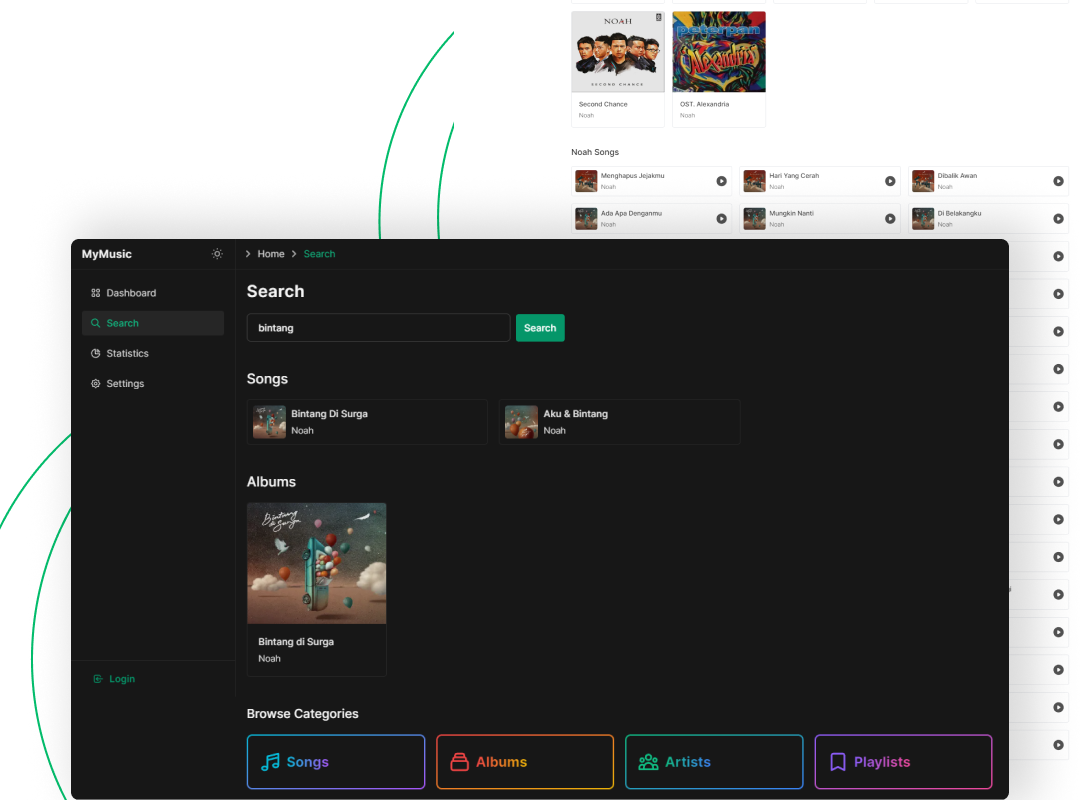 NOAH
SECOND CHANCE
peterpan
Alexandria
Second Chance
Noah
OST. Alexandria
Noah
Noah Songs
Menghapus Jejakmu
Noah
Hari Yang Cerah
Noah
Dibalik Awan
Noah
Ada Apa Denganmu
Noah
Mungkin Nanti
Noah
Di Belakangku
Noah
MyMusic
Home
Search
Dashboard
Search
Statistics
Settings
Login
Search
bintang
Search
Songs
Bintang Di Surga
Noah
Aku & Bintang
Noah
Albums
Bintang
di Surga
Bintang di Surga
Noah
Browse Categories
Songs
Albums
Artists
Playlists